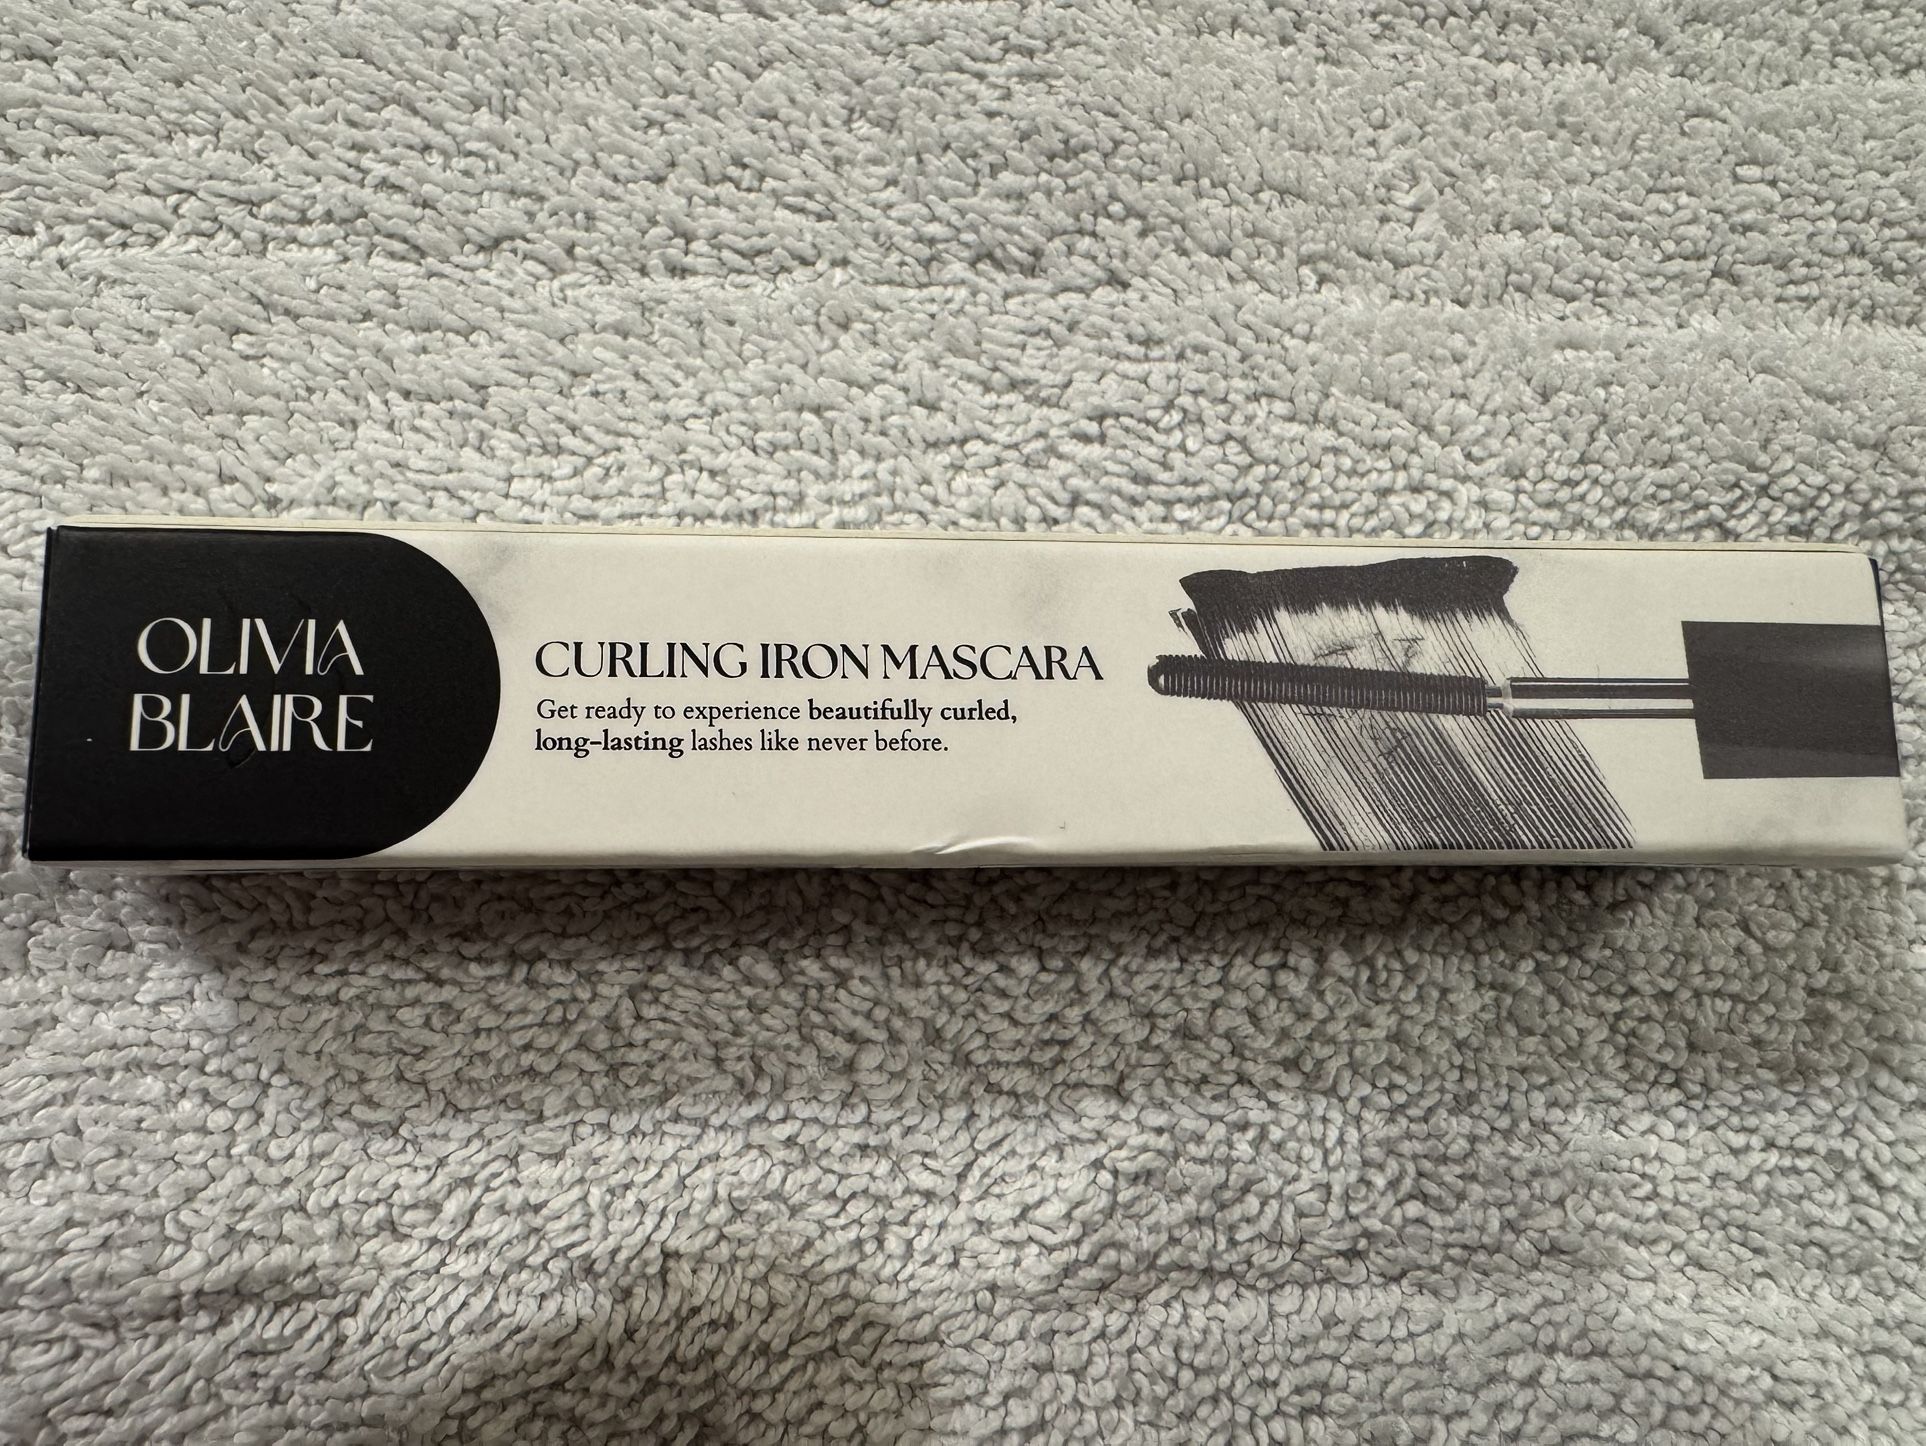 OLIVIA
BLAIRE
CURLING IRON MASCARA
Get ready to experience beautifully curled,
long-lasting lashes like never before.